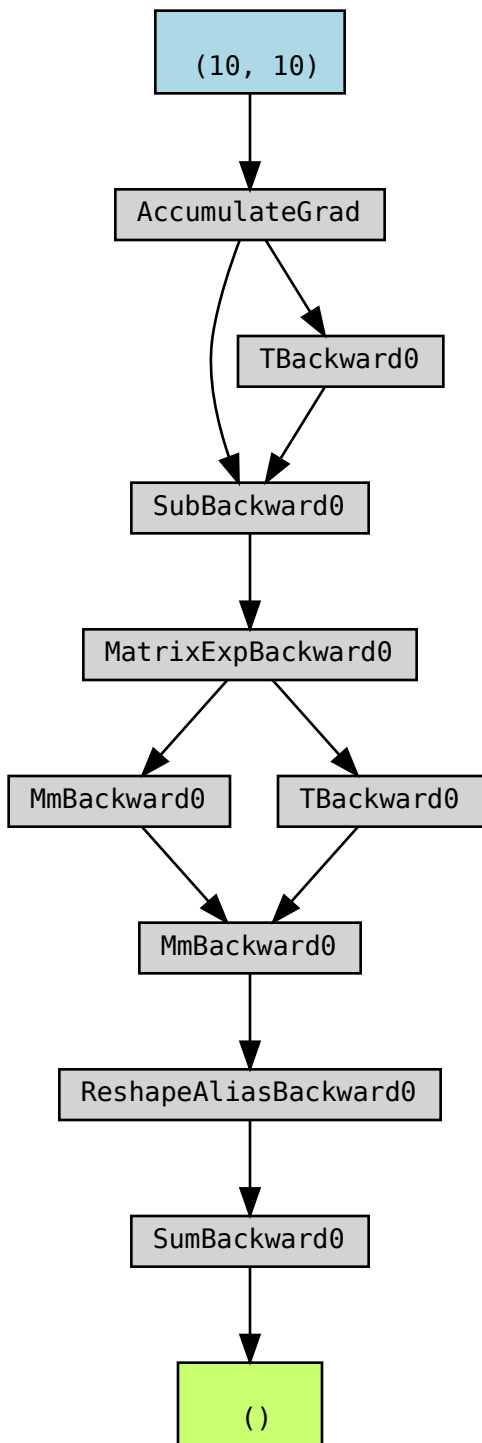 (10, 10)
AccumulateGrad
TBackward0
SubBackward0
MatrixExpBackward0
MmBackward0
TBackward0
MmBackward0
ReshapeAliasBackward0
SumBackward0
()